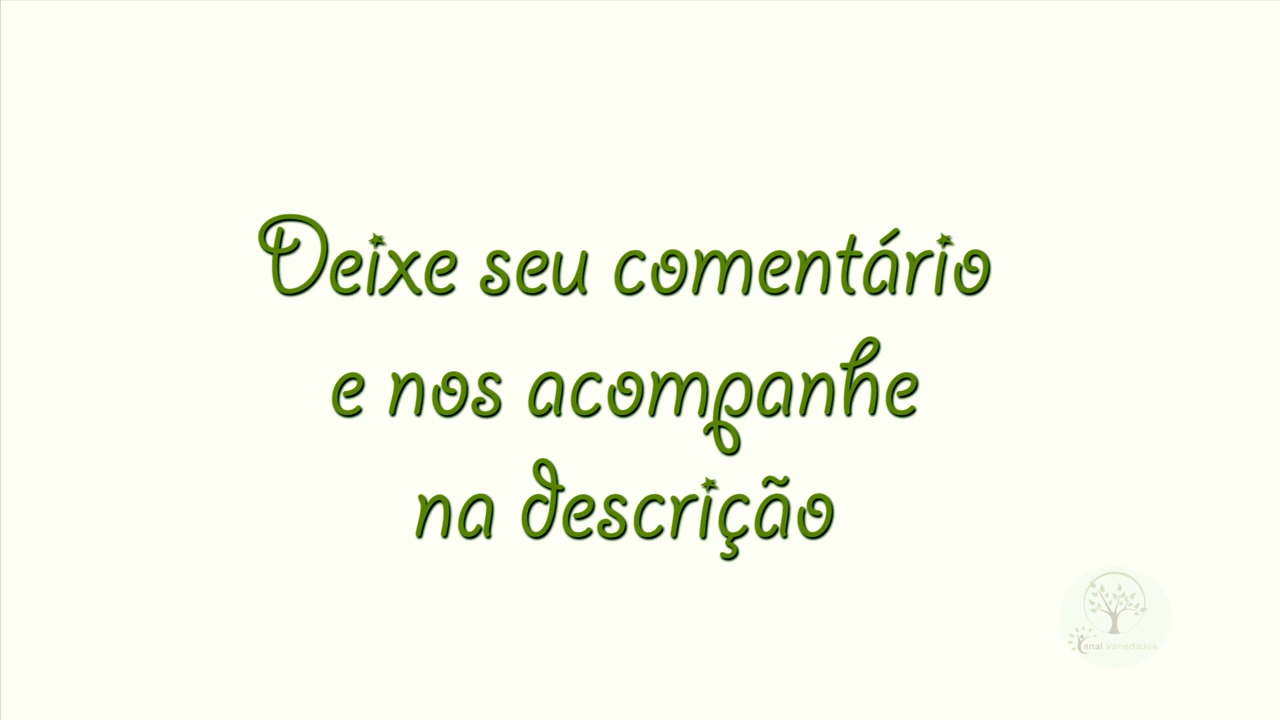 Deixe seu comentário
e nos acompanhe
na descrição
Canal Variedades